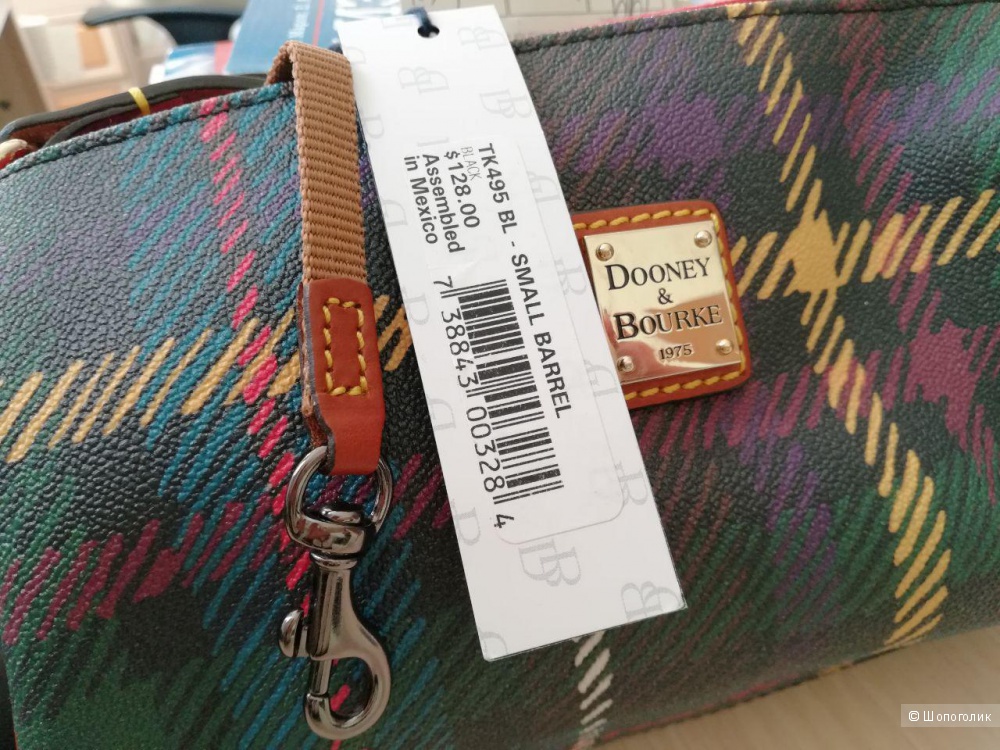 TK495 BL - SMALL BARREL
BLACK
$128.00
Assembled
in Mexico
7 38843 00328 4
DOONEY
&
BOURKE
1975
© Шопоголик